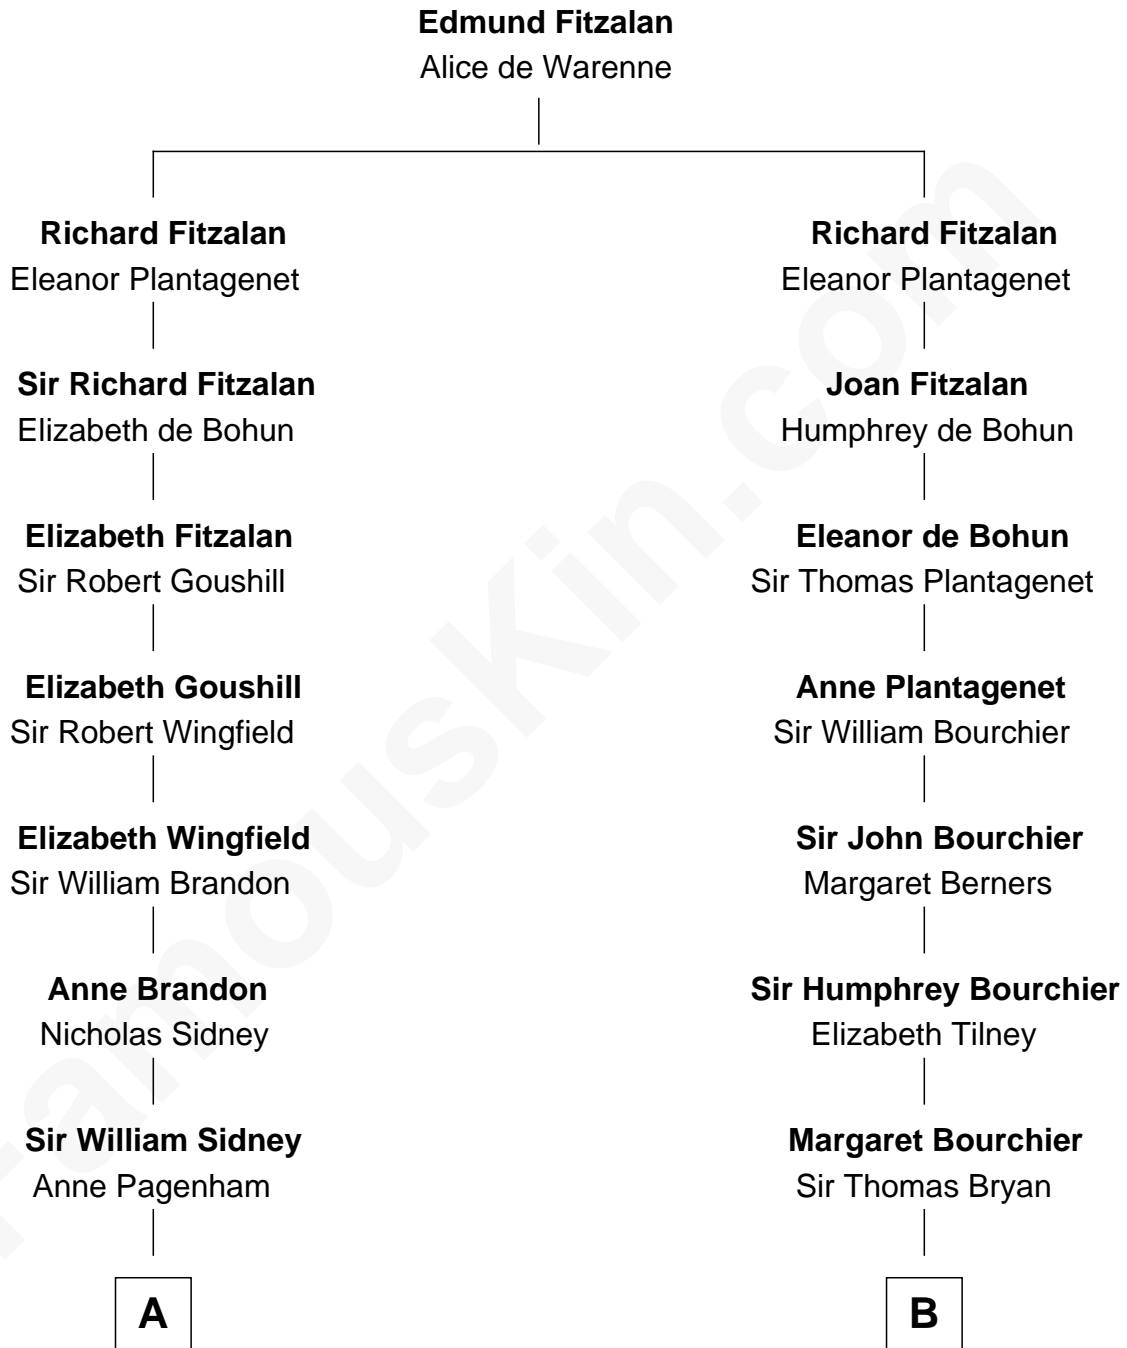 Edmund Fitzalan
Alice de Warenne
Richard Fitzalan
Eleanor Plantagenet
Richard Fitzalan
Eleanor Plantagenet
Sir Richard Fitzalan
Elizabeth de Bohun
Joan Fitzalan
Humphrey de Bohun
Elizabeth Fitzalan
Sir Robert Goushill
Eleanor de Bohun
Sir Thomas Plantagenet
Elizabeth Goushill
Sir Robert Wingfield
Anne Plantagenet
Sir William Bourchier
Elizabeth Wingfield
Sir William Brandon
Sir John Bourchier
Margaret Berners
Anne Brandon
Nicholas Sidney
Sir Humphrey Bourchier
Elizabeth Tilney
Sir William Sidney
Anne Pagenham
Margaret Bourchier
Sir Thomas Bryan
A
B
FamousKin.com